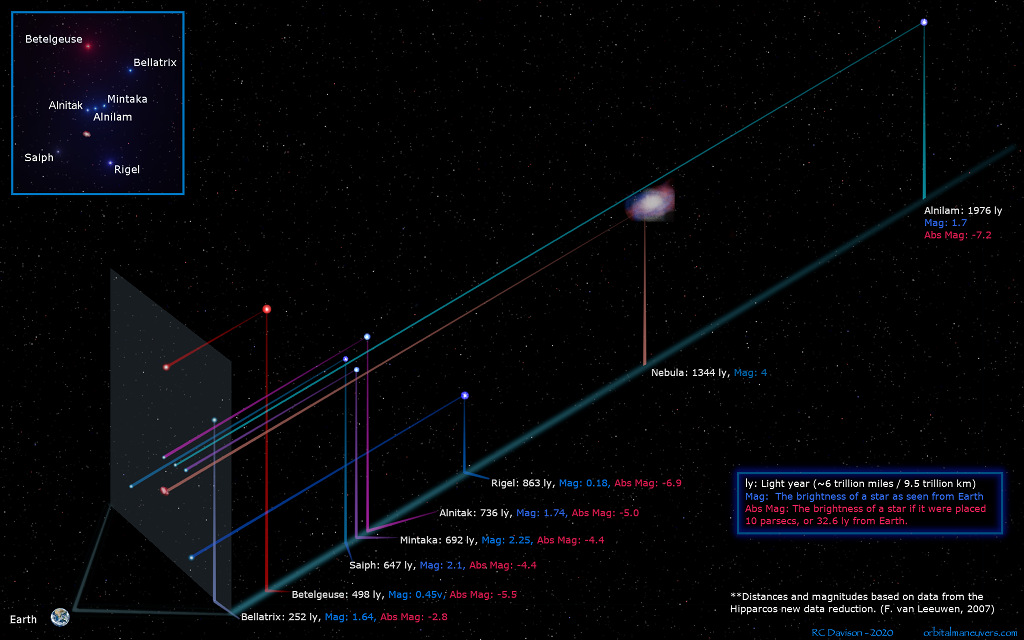 Betelgeuse
Bellatrix
Alnitak
Mintaka
Alnilam
Saiph
Rigel
Alnilam: 1976 ly
Mag: 1.7
Abs Mag: -7.2
Nebula: 1344 ly, Mag: 4
Rigel: 863 ly, Mag: 0.18, Abs Mag: -6.9
Alnitak: 736 ly, Mag: 1.74, Abs Mag: -5.0
Mintaka: 692 ly, Mag: 2.25, Abs Mag: -4.4
Saiph: 647 ly, Mag: 2.1, Abs Mag: -4.4
Betelgeuse: 498 ly, Mag: 0.45v, Abs Mag: -5.5
Bellatrix: 252 ly, Mag: 1.64, Abs Mag: -2.8
Earth
ly: Light year (~6 trillion miles / 9.5 trillion km)
Mag: The brightness of a star as seen from Earth
Abs Mag: The brightness of a star if it were placed
10 parsecs, or 32.6 ly from Earth.
**Distances and magnitudes based on data from the
Hipparcos new data reduction. (F. van Leeuwen, 2007)
RC Davison - 2020 orbitalmaneuvers.com